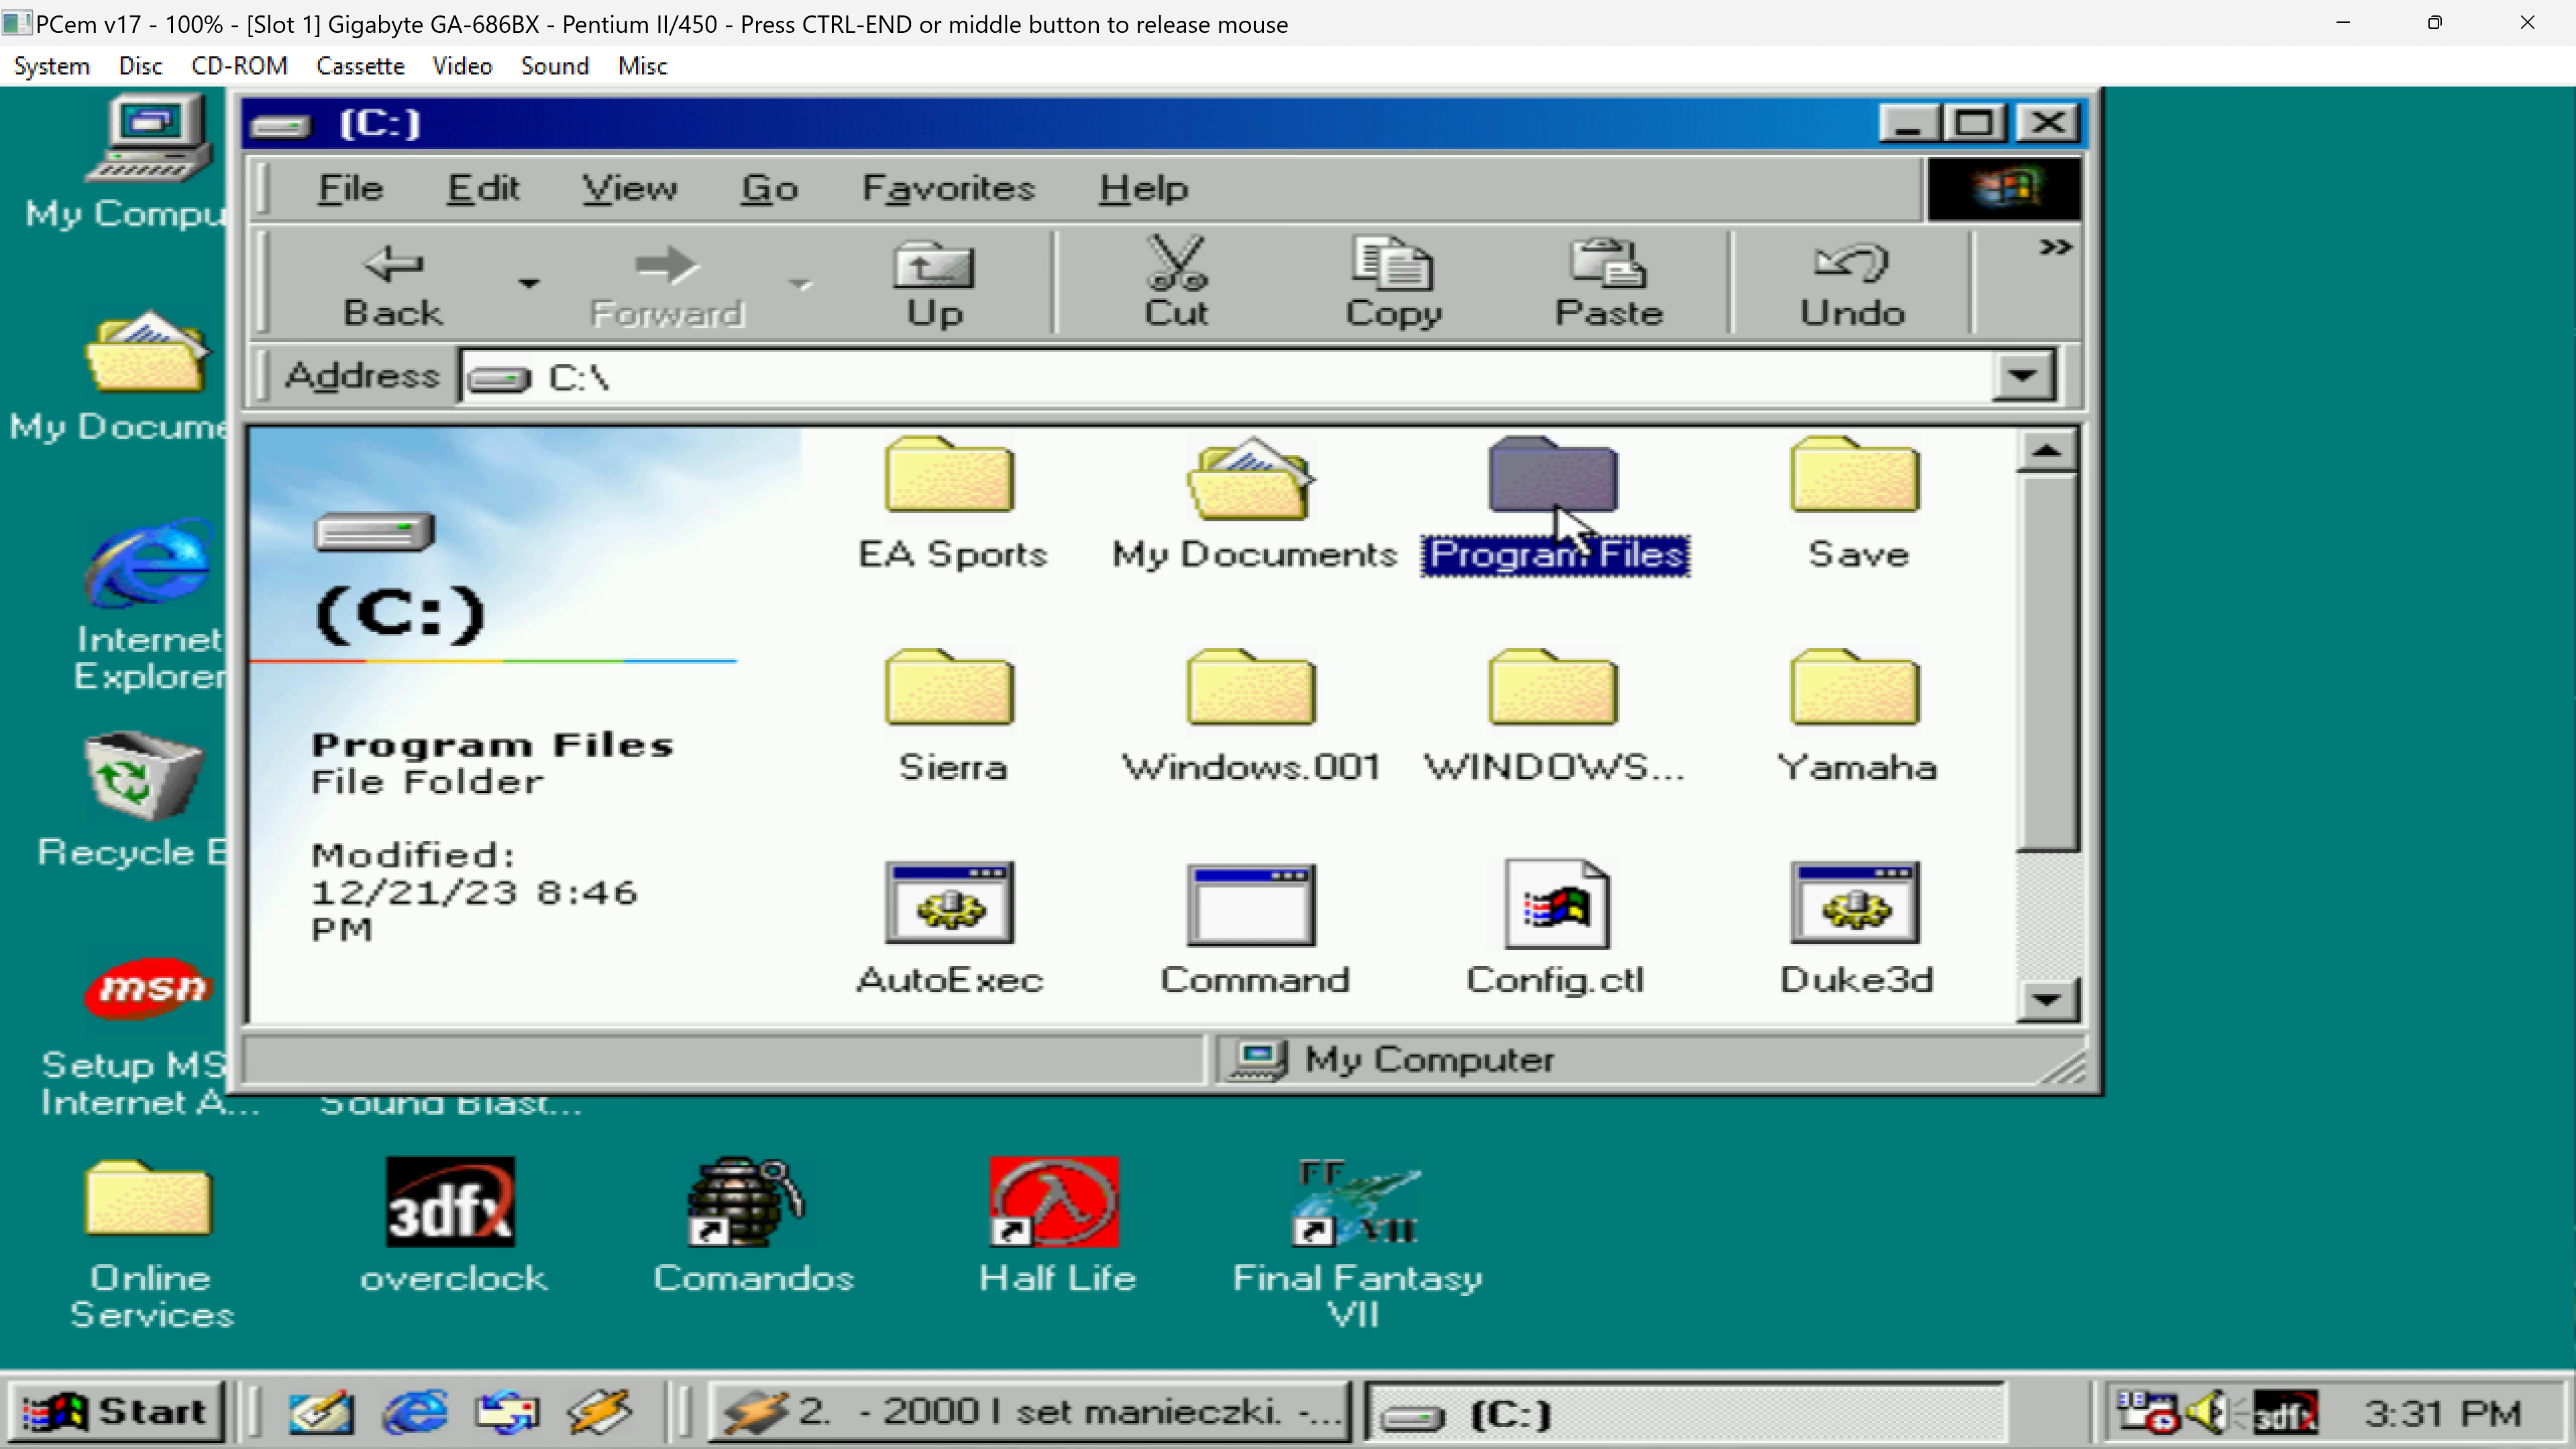 PCem v17 - 100% - [Slot 1] Gigabyte GA-686BX - Pentium II/450 - Press CTRL-END or middle button to release mouse
System Disc CD-ROM Cassette Video Sound Misc
(C:)
File Edit View Go Favorites Help
Back Forward Up Cut Copy Paste Undo »
Address C:\
My Compu
My Docume
Internet
Explorer
Recycle B
msn
Setup MS
Internet A...
Sound Blast...
(C:)
Program Files
File Folder
Modified:
12/21/23 8:46
PM
EA Sports My Documents Program Files Save
Sierra Windows.001 WINDOWS... Yamaha
AutoExec Command Config.ctl Duke3d
My Computer
3dfx
FF
VII
Online
Services
overclock
Comandos
Half Life
Final Fantasy
VII
Start 2. - 2000 I set manieczki. -... (C:) 3dfx 3:31 PM